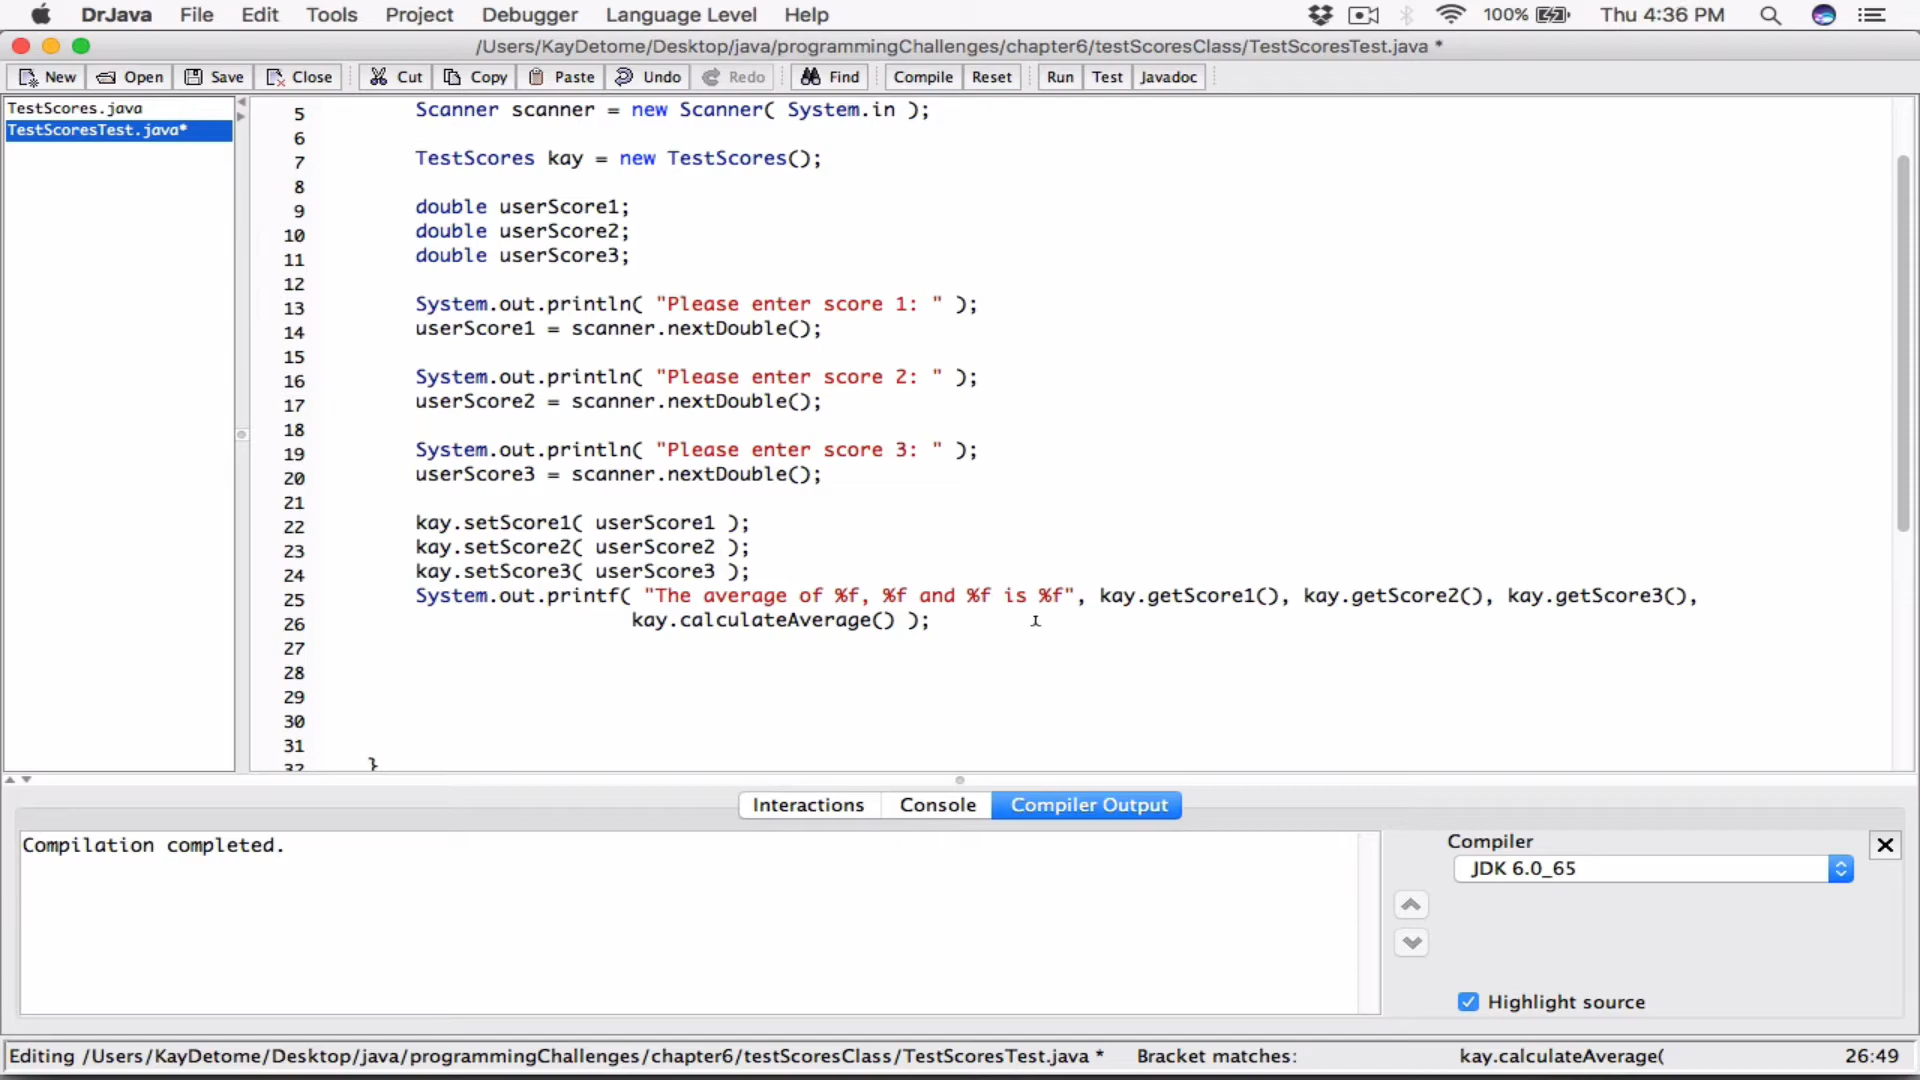 DrJava File Edit Tools Project Debugger Language Level Help 100% Thu 4:36 PM
/Users/KayDetome/Desktop/java/programmingChallenges/chapter6/testScoresClass/TestScoresTest.java *
New Open Save Close Cut Copy Paste Undo Redo Find Compile Reset Run Test Javadoc
TestScores.java
TestScoresTest.java*
5 Scanner scanner = new Scanner( System.in );
6
7 TestScores kay = new TestScores();
8
9 double userScore1;
10 double userScore2;
11 double userScore3;
12
13 System.out.println( "Please enter score 1: " );
14 userScore1 = scanner.nextDouble();
15
16 System.out.println( "Please enter score 2: " );
17 userScore2 = scanner.nextDouble();
18
19 System.out.println( "Please enter score 3: " );
20 userScore3 = scanner.nextDouble();
21
22 kay.setScore1( userScore1 );
23 kay.setScore2( userScore2 );
24 kay.setScore3( userScore3 );
25 System.out.printf( "The average of %f, %f and %f is %f", kay.getScore1(), kay.getScore2(), kay.getScore3(),
26 kay.calculateAverage() );
27
28
29
30
31
32 }
Interactions Console Compiler Output
Compilation completed.
Compiler
JDK 6.0_65
Highlight source
Editing /Users/KayDetome/Desktop/java/programmingChallenges/chapter6/testScoresClass/TestScoresTest.java * Bracket matches: kay.calculateAverage( 26:49